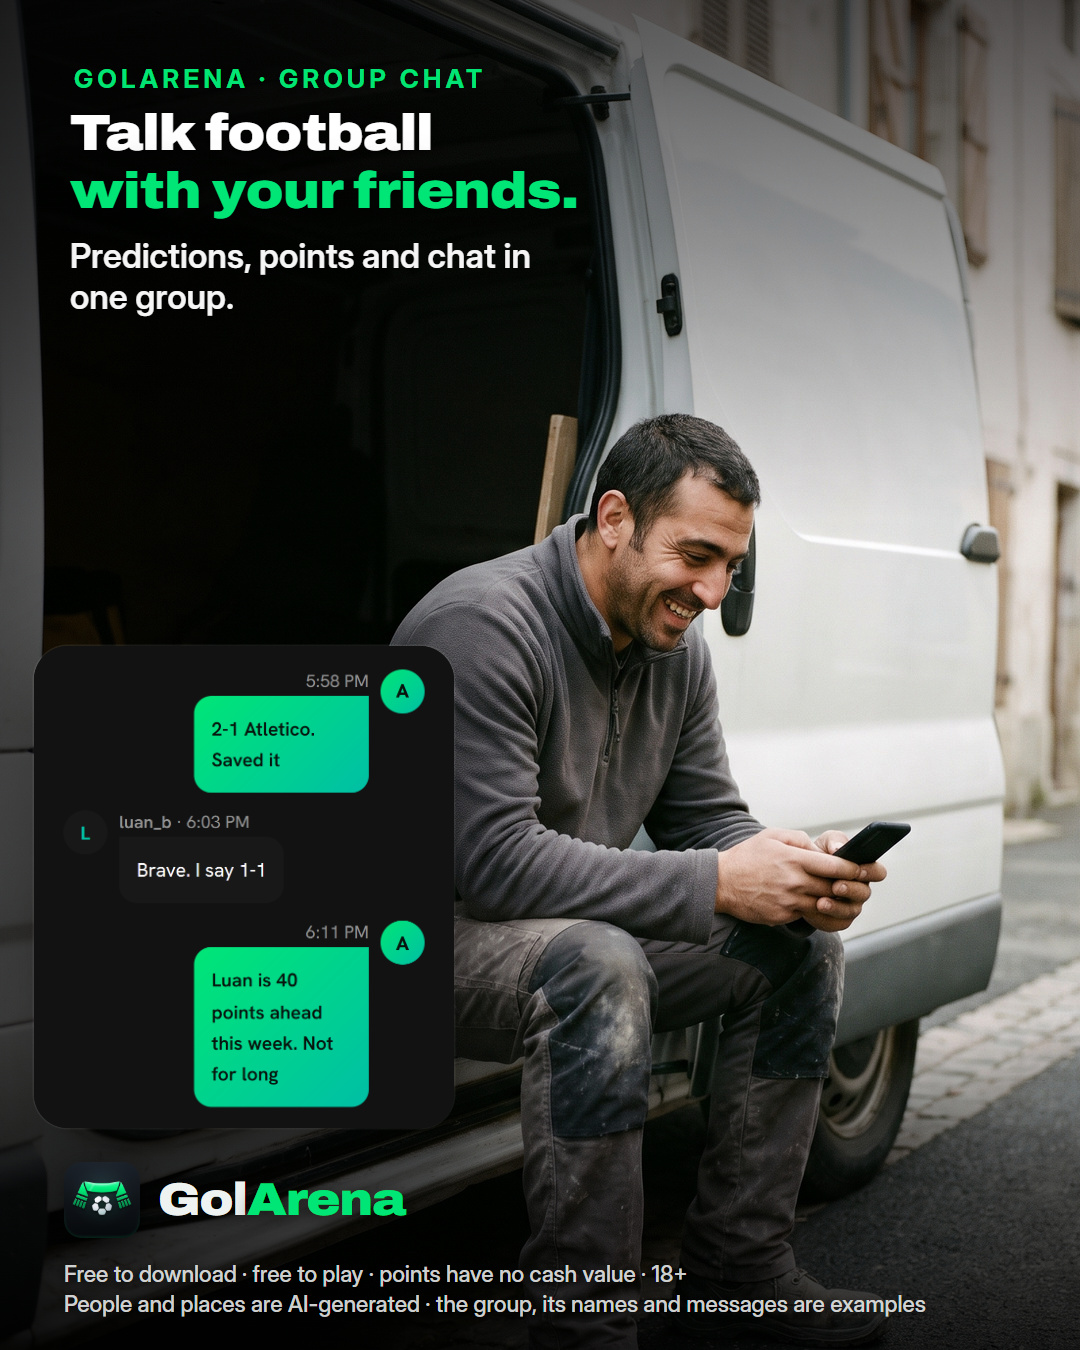 GOLARENA · GROUP CHAT
Talk football
with your friends.
Predictions, points and chat in
one group.
5:58 PM
A
2-1 Atletico.
Saved it
luan_b · 6:03 PM
L
Brave. I say 1-1
6:11 PM
A
Luan is 40
points ahead
this week. Not
for long
GolArena
Free to download · free to play · points have no cash value · 18+
People and places are AI-generated · the group, its names and messages are examples